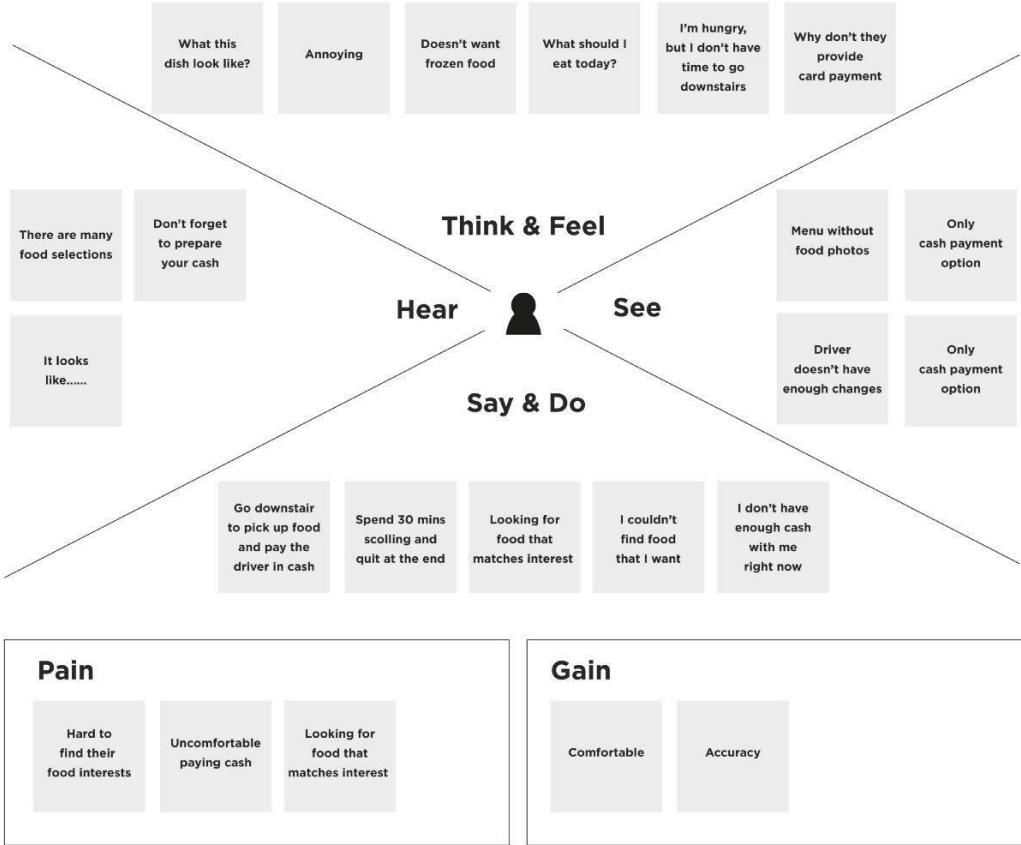 What this
dish look like?
Annoying
Doesn't want
frozen food
What should I
eat today?
I'm hungry,
but I don't have
time to go
downstairs
Why don't they
provide
card payment
Think & Feel
There are many
food selections
Don't forget
to prepare
your cash
It looks
like......
Hear
See
Menu without
food photos
Only
cash payment
option
Driver
doesn't have
enough changes
Only
cash payment
option
Say & Do
Go downstair
to pick up food
and pay the
driver in cash
Spend 30 mins
scolling and
quit at the end
Looking for
food that
matches interest
I couldn't
find food
that I want
I don't have
enough cash
with me
right now
Pain
Hard to
find their
food interests
Uncomfortable
paying cash
Looking for
food that
matches interest
Gain
Comfortable
Accuracy